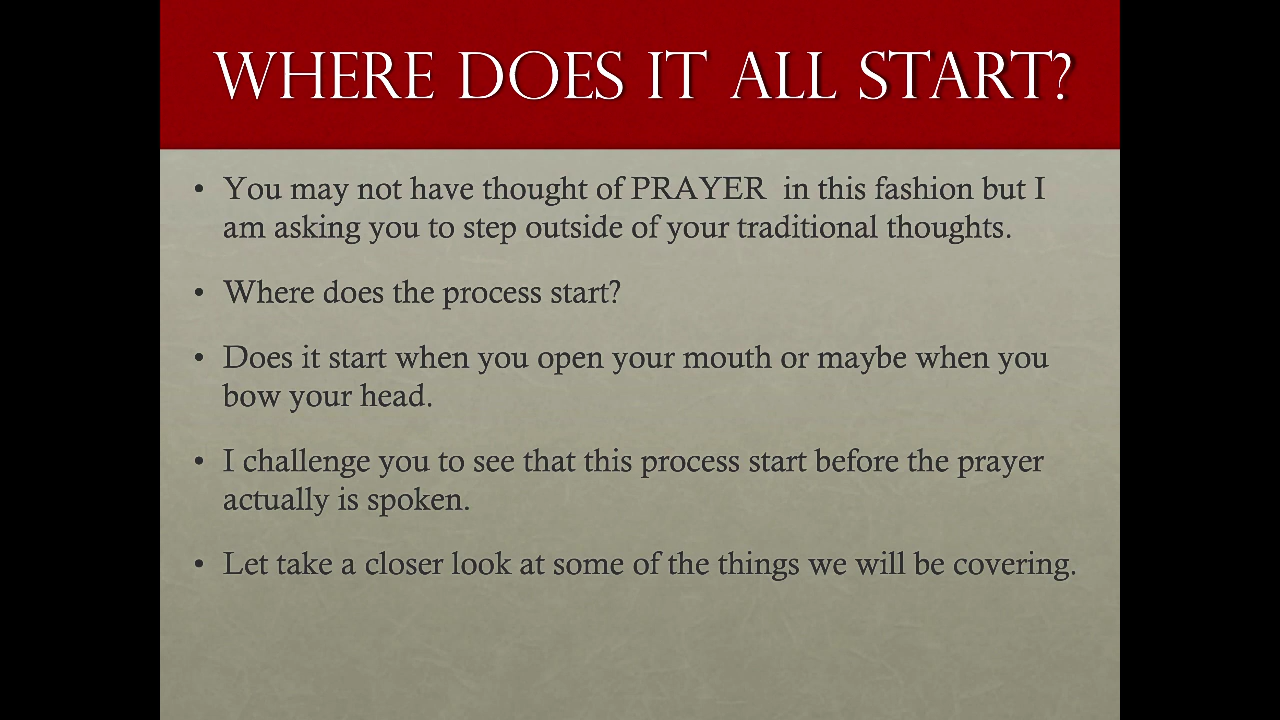 WHERE DOES IT ALL START?
• You may not have thought of PRAYER in this fashion but I
am asking you to step outside of your traditional thoughts.
• Where does the process start?
• Does it start when you open your mouth or maybe when you
bow your head.
• I challenge you to see that this process start before the prayer
actually is spoken.
• Let take a closer look at some of the things we will be covering.